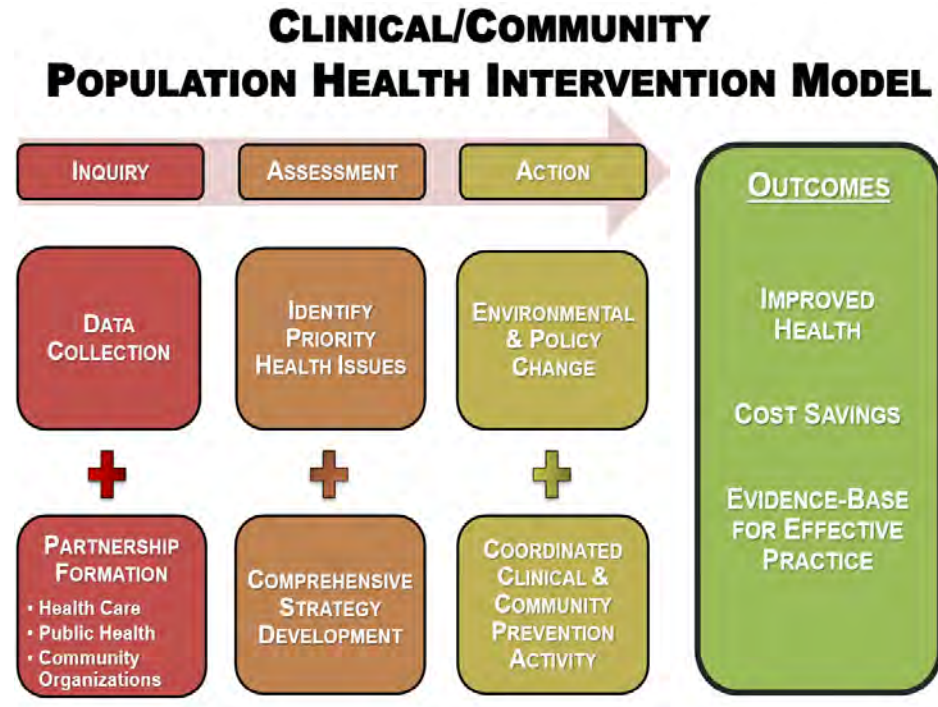 CLINICAL/COMMUNITY
POPULATION HEALTH INTERVENTION MODEL
INQUIRY
ASSESSMENT
ACTION
DATA
COLLECTION
IDENTIFY
PRIORITY
HEALTH ISSUES
ENVIRONMENTAL
& POLICY
CHANGE
PARTNERSHIP
FORMATION
• Health Care
• Public Health
• Community
Organizations
COMPREHENSIVE
STRATEGY
DEVELOPMENT
COORDINATED
CLINICAL &
COMMUNITY
PREVENTION
ACTIVITY
OUTCOMES
IMPROVED
HEALTH
COST SAVINGS
EVIDENCE-BASE
FOR EFFECTIVE
PRACTICE